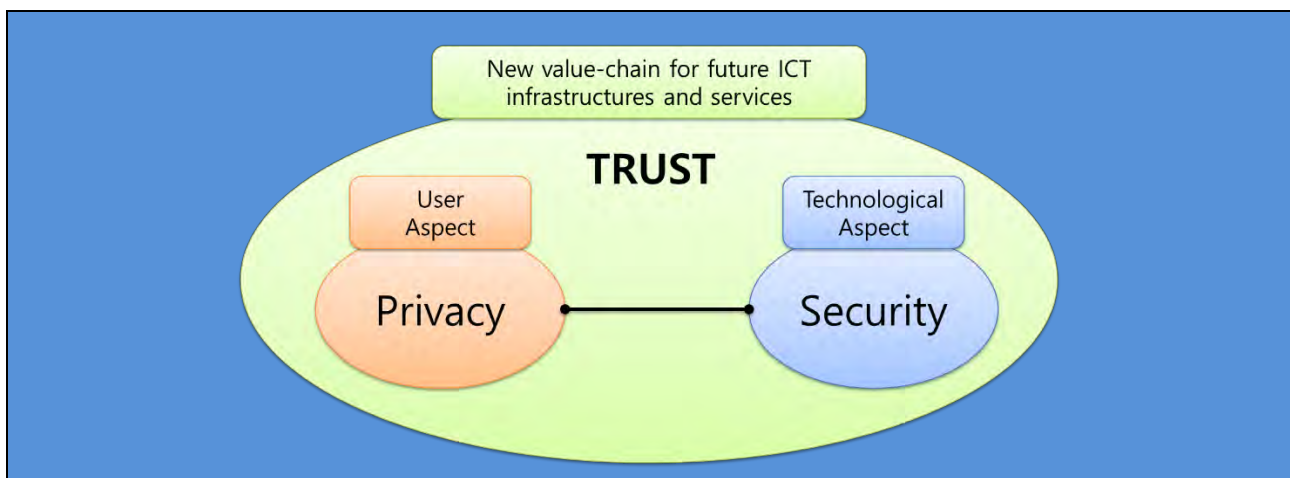 New value-chain for future ICT
infrastructures and services
TRUST
User
Aspect
Technological
Aspect
Privacy
Security